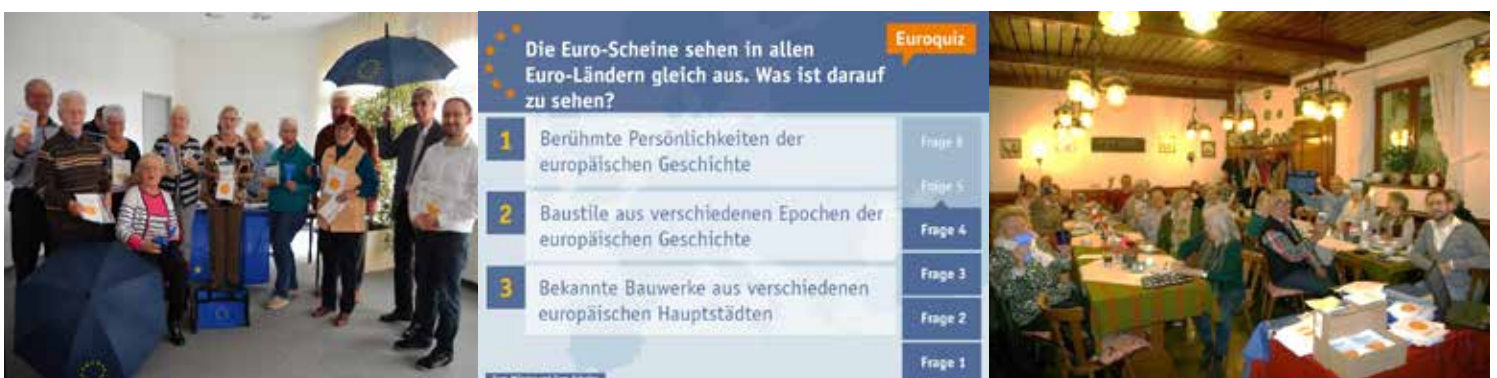 Euroquiz
Die Euro-Scheine sehen in allen
Euro-Ländern gleich aus. Was ist darauf
zu sehen?
1 Berühmte Persönlichkeiten der
europäischen Geschichte
2 Baustile aus verschiedenen Epochen der
europäischen Geschichte
3 Bekannte Bauwerke aus verschiedenen
europäischen Hauptstädten
Frage
Frage 5
Frage 4
Frage 3
Frage 2
Frage 1